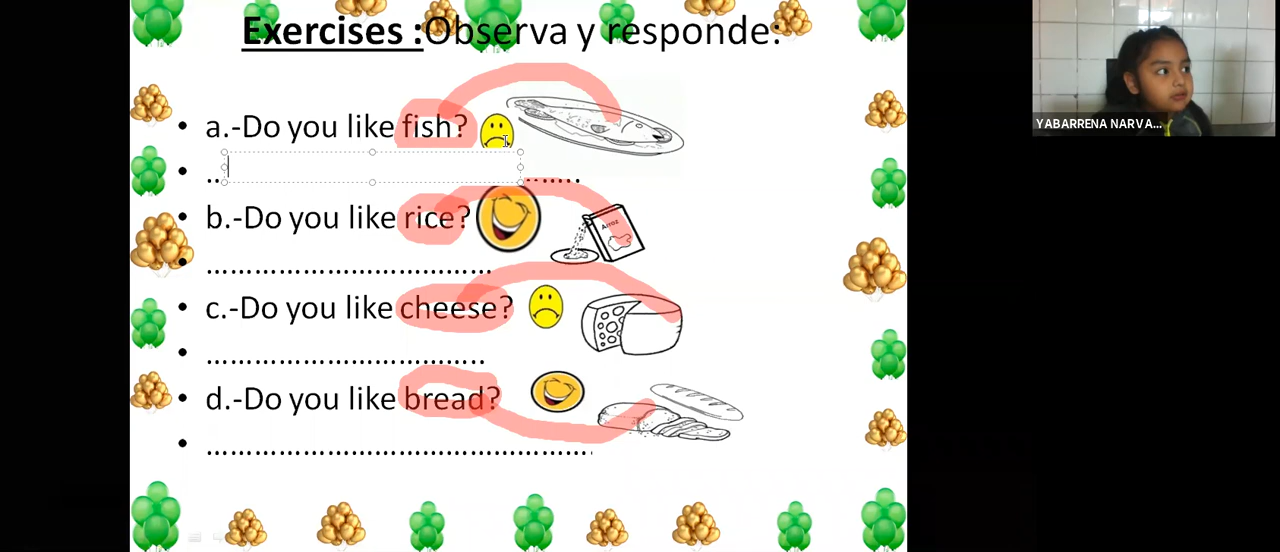 Exercises :Observa y responde:
• a.-Do you like fish?
• .. ......
• b.-Do you like rice?
Arroz
• ………………………………
• c.-Do you like cheese?
• ……………………………..
• d.-Do you like bread?
• …………………………………………
YABARRENA NARVA...